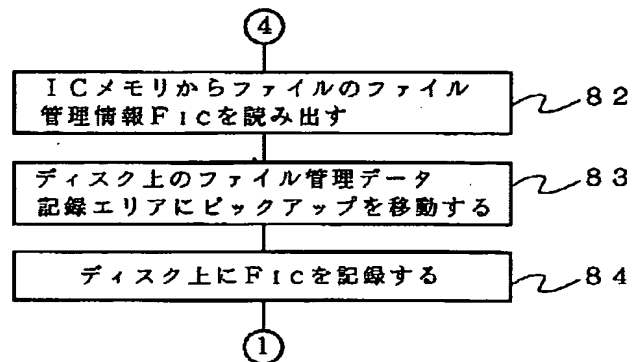 ④
ICメモリからファイルのファイル
管理情報FICを読み出す
82
ディスク上のファイル管理データ
記録エリアにピックアップを移動する
83
ディスク上にFICを記録する
84
①